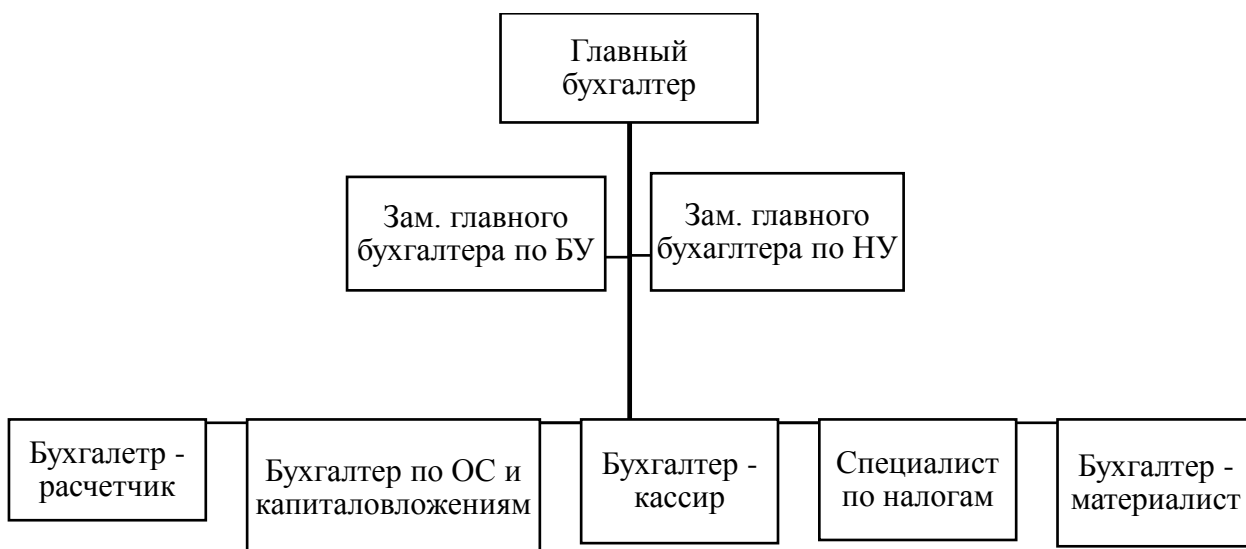 Главный
бухгалтер
Зам. главного
бухгалтера по БУ
Зам. главного
бухаглтера по НУ
Бухгалетр -
расчетчик
Бухгалтер по ОС и
капиталовложениям
Бухгалтер -
кассир
Специалист
по налогам
Бухгалтер -
материалист